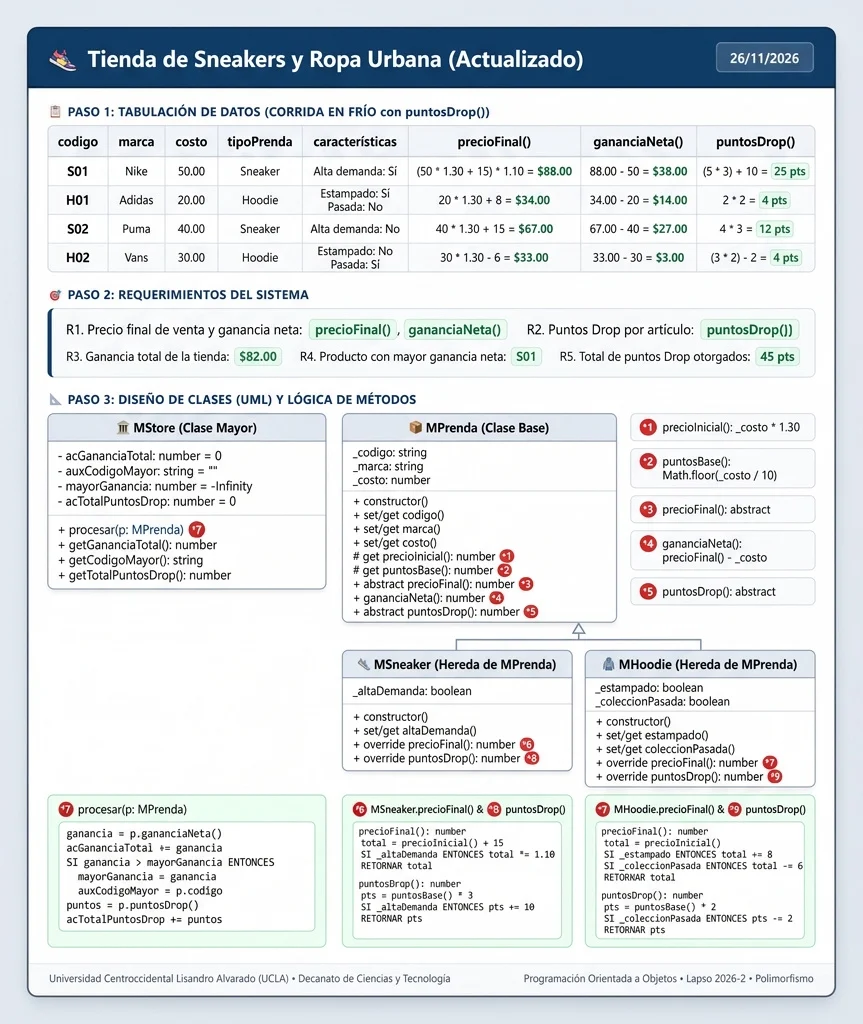 Tienda de Sneakers y Ropa Urbana (Actualizado)
26/11/2026
PASO 1: TABULACIÓN DE DATOS (CORRIDA EN FRÍO con puntosDrop())
codigo marca costo tipoPrenda características precioFinal() gananciaNeta() puntosDrop()
S01 Nike 50.00 Sneaker Alta demanda: Sí (50 * 1.30 + 15) * 1.10 = $88.00 88.00 - 50 = $38.00 (5 * 3) + 10 = 25 pts
H01 Adidas 20.00 Hoodie Estampado: Sí Pasada: No 20 * 1.30 + 8 = $34.00 34.00 - 20 = $14.00 2 * 2 = 4 pts
S02 Puma 40.00 Sneaker Alta demanda: No 40 * 1.30 + 15 = $67.00 67.00 - 40 = $27.00 4 * 3 = 12 pts
H02 Vans 30.00 Hoodie Estampado: No Pasada: Sí 30 * 1.30 - 6 = $33.00 33.00 - 30 = $3.00 (3 * 2) - 2 = 4 pts
PASO 2: REQUERIMIENTOS DEL SISTEMA
R1. Precio final de venta y ganancia neta: precioFinal() , gananciaNeta() R2. Puntos Drop por articulo: puntosDrop())
R3. Ganancia total de la tienda: $82.00 R4. Producto con mayor ganancia neta: S01 R5. Total de puntos Drop otorgados: 45 pts
PASO 3: DISEÑO DE CLASES (UML) Y LÓGICA DE MÉTODOS
MStore (Clase Mayor)
- acGananciaTotal: number = 0
- auxCodigoMayor: string = ""
- mayorGanancia: number = -Infinity
- acTotalPuntosDrop: number = 0
+ procesar(p: MPrenda) *7
+ getGananciaTotal(): number
+ getCodigoMayor(): string
+ getTotalPuntosDrop(): number
MPrenda (Clase Base)
_codigo: string
_marca: string
_costo: number
+ constructor()
+ set/get codigo()
+ set/get marca()
+ set/get costo()
# get precioInicial(): number *1
# get puntosBase(): number *2
+ abstract precioFinal(): number *3
+ gananciaNeta(): number *4
+ abstract puntosDrop(): number *5
*1 precioInicial(): _costo * 1.30
*2 puntosBase():
Math.floor(_costo / 10)
*3 precioFinal(): abstract
*4 gananciaNeta():
precioFinal() - _costo
*5 puntosDrop(): abstract
MSneaker (Hereda de MPrenda)
_altaDemanda: boolean
+ constructor()
+ set/get altaDemanda()
+ override precioFinal(): number *6
+ override puntosDrop(): number *8
MHoodie (Hereda de MPrenda)
_estampado: boolean
_coleccionPasada: boolean
+ constructor()
+ set/get estampado()
+ set/get coleccionPasada()
+ override precioFinal(): number *7
+ override puntosDrop(): number *9
*7 procesar(p: MPrenda)
ganancia = p.gananciaNeta()
acGananciaTotal += ganancia
SI ganancia > mayorGanancia ENTONCES
mayorGanancia = ganancia
auxCodigoMayor = p.codigo
puntos = p.puntosDrop()
acTotalPuntosDrop += puntos
*6 MSneaker.precioFinal() & *8 puntosDrop()
precioFinal(): number
total = precioInicial() + 15
SI _altaDemanda ENTONCES total *= 1.10
RETORNAR total
puntosDrop(): number
pts = puntosBase() * 3
SI _altaDemanda ENTONCES pts += 10
RETORNAR pts
*7 MHoodie.precioFinal() & *9 puntosDrop()
precioFinal(): number
total = precioInicial()
SI _estampado ENTONCES total += 8
SI _coleccionPasada ENTONCES total -= 6
RETORNAR total
puntosDrop(): number
pts = puntosBase() * 2
SI _coleccionPasada ENTONCES pts -= 2
RETORNAR pts
Universidad Centroccidental Lisandro Alvarado (UCLA) • Decanato de Ciencias y Tecnología
Programación Orientada a Objetos • Lapso 2026-2 • Polimorfismo